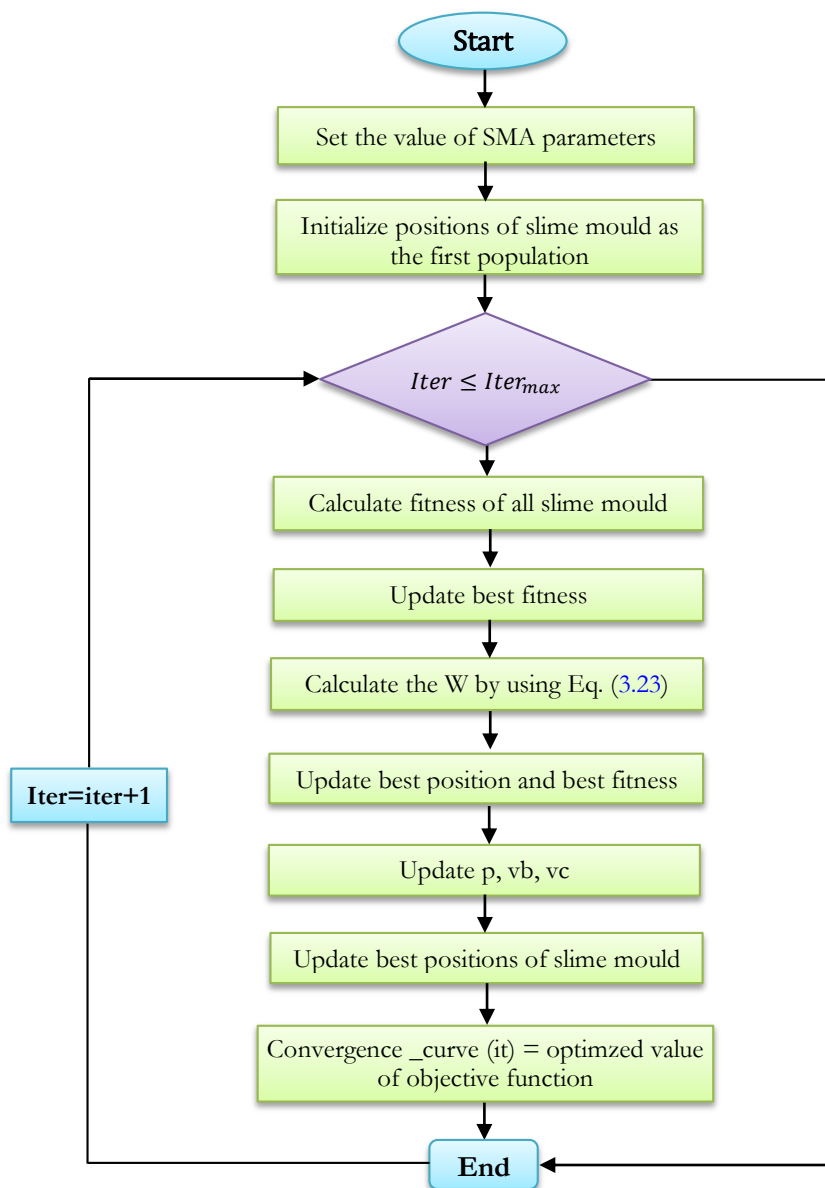 Start
Set the value of SMA parameters
Initialize positions of slime mould as
the first population
Iter ≤ Iter_max
Calculate fitness of all slime mould
Update best fitness
Calculate the W by using Eq. (3.23)
Update best position and best fitness
Iter=iter+1
Update p, vb, vc
Update best positions of slime mould
Convergence _curve (it) = optimzed value
of objective function
End